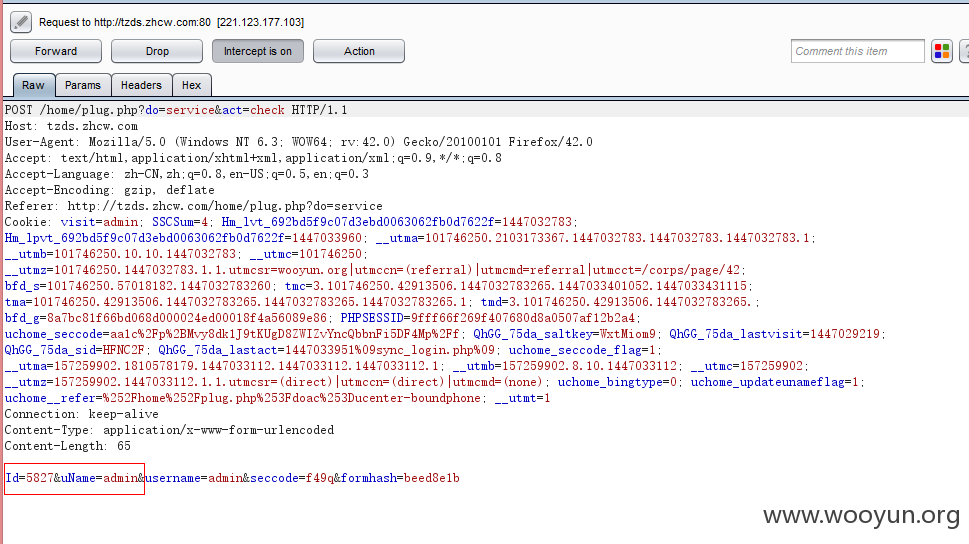 Request to http://tzds.zhcw.com:80 [221.123.177.103]
Forward Drop Intercept is on Action Comment this item
Raw Params Headers Hex
POST /home/plug.php?do=service&act=check HTTP/1.1
Host: tzds.zhcw.com
User-Agent: Mozilla/5.0 (Windows NT 6.3; WOW64; rv:42.0) Gecko/20100101 Firefox/42.0
Accept: text/html,application/xhtml+xml,application/xml;q=0.9,*/*;q=0.8
Accept-Language: zh-CN,zh;q=0.8,en-US;q=0.5,en;q=0.3
Accept-Encoding: gzip, deflate
Referer: http://tzds.zhcw.com/home/plug.php?do=service
Cookie: visit=admin; SSCSum=4; Hm_lvt_692bd5f9c07d3ebd0063062fb0d7622f=1447032783;
Hm_lpvt_692bd5f9c07d3ebd0063062fb0d7622f=1447033960; __utma=101746250.2103173367.1447032783.1447032783.1447032783.1;
__utmb=101746250.10.10.1447032783; __utmc=101746250;
__utmz=101746250.1447032783.1.1.utmcsr=wooyun.org|utmccn=(referral)|utmcmd=referral|utmcct=/corps/page/42;
bfd_s=101746250.57018182.1447032783260; tmc=3.101746250.42913506.1447032783265.1447033401052.1447033431115;
tma=101746250.42913506.1447032783265.1447032783265.1447032783265.1; tmd=3.101746250.42913506.1447032783265.;
bfd_g=8a7bc81f66bd068d000024ed00018f4a56089e86; PHPSESSID=9fff66f269f407680d8a0507af12b2a4;
uchome_seccode=aa1c%2Fp%2BMvy8dk1J9tKUgD8ZWIZvYncQbbnFi5DF4Mp%2Ff; QhGG_75da_saltkey=WxtMiom9; QhGG_75da_lastvisit=1447029219;
QhGG_75da_sid=HFNC2F; QhGG_75da_lastact=1447033951%09sync_login.php%09; uchome_seccode_flag=1;
__utma=157259902.1810578179.1447033112.1447033112.1447033112.1; __utmb=157259902.8.10.1447033112; __utmc=157259902;
__utmz=157259902.1447033112.1.1.utmcsr=(direct)|utmccn=(direct)|utmcmd=(none); uchome_bingtype=0; uchome_updateunameflag=1;
uchome__refer=%252Fhome%252Fplug.php%253Fdoac%253Ducenter-boundphone; __utmt=1
Connection: keep-alive
Content-Type: application/x-www-form-urlencoded
Content-Length: 65
Id=5827&uName=admin&username=admin&seccode=f49q&formhash=beed8e1b
www.wooyun.org